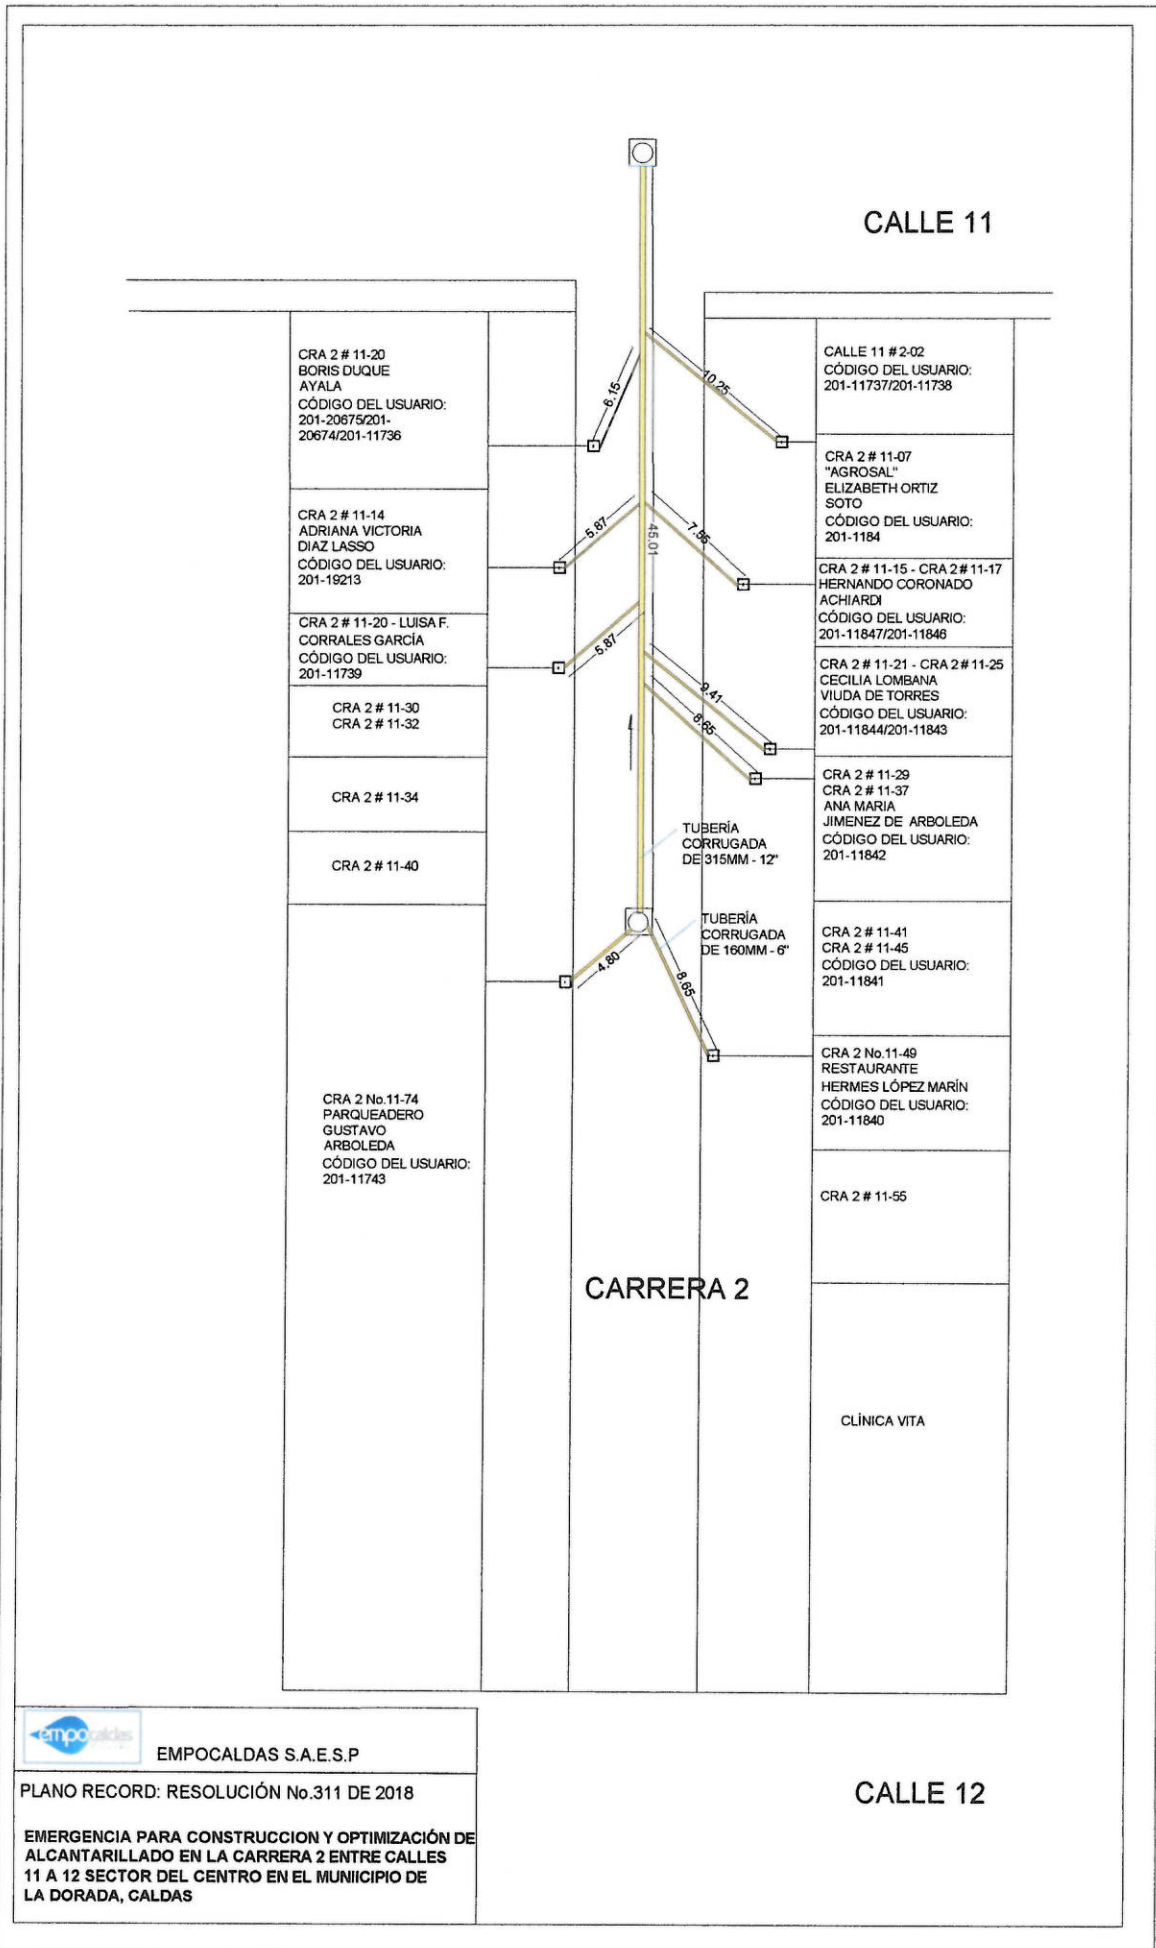 CALLE 11
CRA 2 # 11-20
BORIS DUQUE
AYALA
CÓDIGO DEL USUARIO:
201-20675/201-
20674/201-11736
CRA 2 # 11-14
ADRIANA VICTORIA
DIAZ LASSO
CÓDIGO DEL USUARIO:
201-19213
CRA 2 # 11-20 - LUISA F.
CORRALES GARCÍA
CÓDIGO DEL USUARIO:
201-11739
CRA 2 # 11-30
CRA 2 # 11-32
CRA 2 # 11-34
CRA 2 # 11-40
CRA 2 No.11-74
PARQUEADERO
GUSTAVO
ARBOLEDA
CÓDIGO DEL USUARIO:
201-11743
6.15
10.25
5.87
7.55
45.01
5.87
9.41
8.65
TUBERÍA
CORRUGADA
DE 315MM - 12"
TUBERÍA
CORRUGADA
DE 160MM - 6"
4.80
8.65
CALLE 11 # 2-02
CÓDIGO DEL USUARIO:
201-11737/201-11738
CRA 2 # 11-07
"AGROSAL"
ELIZABETH ORTIZ
SOTO
CÓDIGO DEL USUARIO:
201-1184
CRA 2 # 11-15 - CRA 2 # 11-17
HERNANDO CORONADO
ACHIARDI
CÓDIGO DEL USUARIO:
201-11847/201-11846
CRA 2 # 11-21 - CRA 2 # 11-25
CECILIA LOMBANA
VIUDA DE TORRES
CÓDIGO DEL USUARIO:
201-11844/201-11843
CRA 2 # 11-29
CRA 2 # 11-37
ANA MARIA
JIMENEZ DE ARBOLEDA
CÓDIGO DEL USUARIO:
201-11842
CRA 2 # 11-41
CRA 2 # 11-45
CÓDIGO DEL USUARIO:
201-11841
CRA 2 No.11-49
RESTAURANTE
HERMES LÓPEZ MARÍN
CÓDIGO DEL USUARIO:
201-11840
CRA 2 # 11-55
CARRERA 2
CLÍNICA VITA
empocaldas
EMPOCALDAS S.A.E.S.P
PLANO RECORD: RESOLUCIÓN No.311 DE 2018
EMERGENCIA PARA CONSTRUCCION Y OPTIMIZACIÓN DE
ALCANTARILLADO EN LA CARRERA 2 ENTRE CALLES
11 A 12 SECTOR DEL CENTRO EN EL MUNIICIPIO DE
LA DORADA, CALDAS
CALLE 12